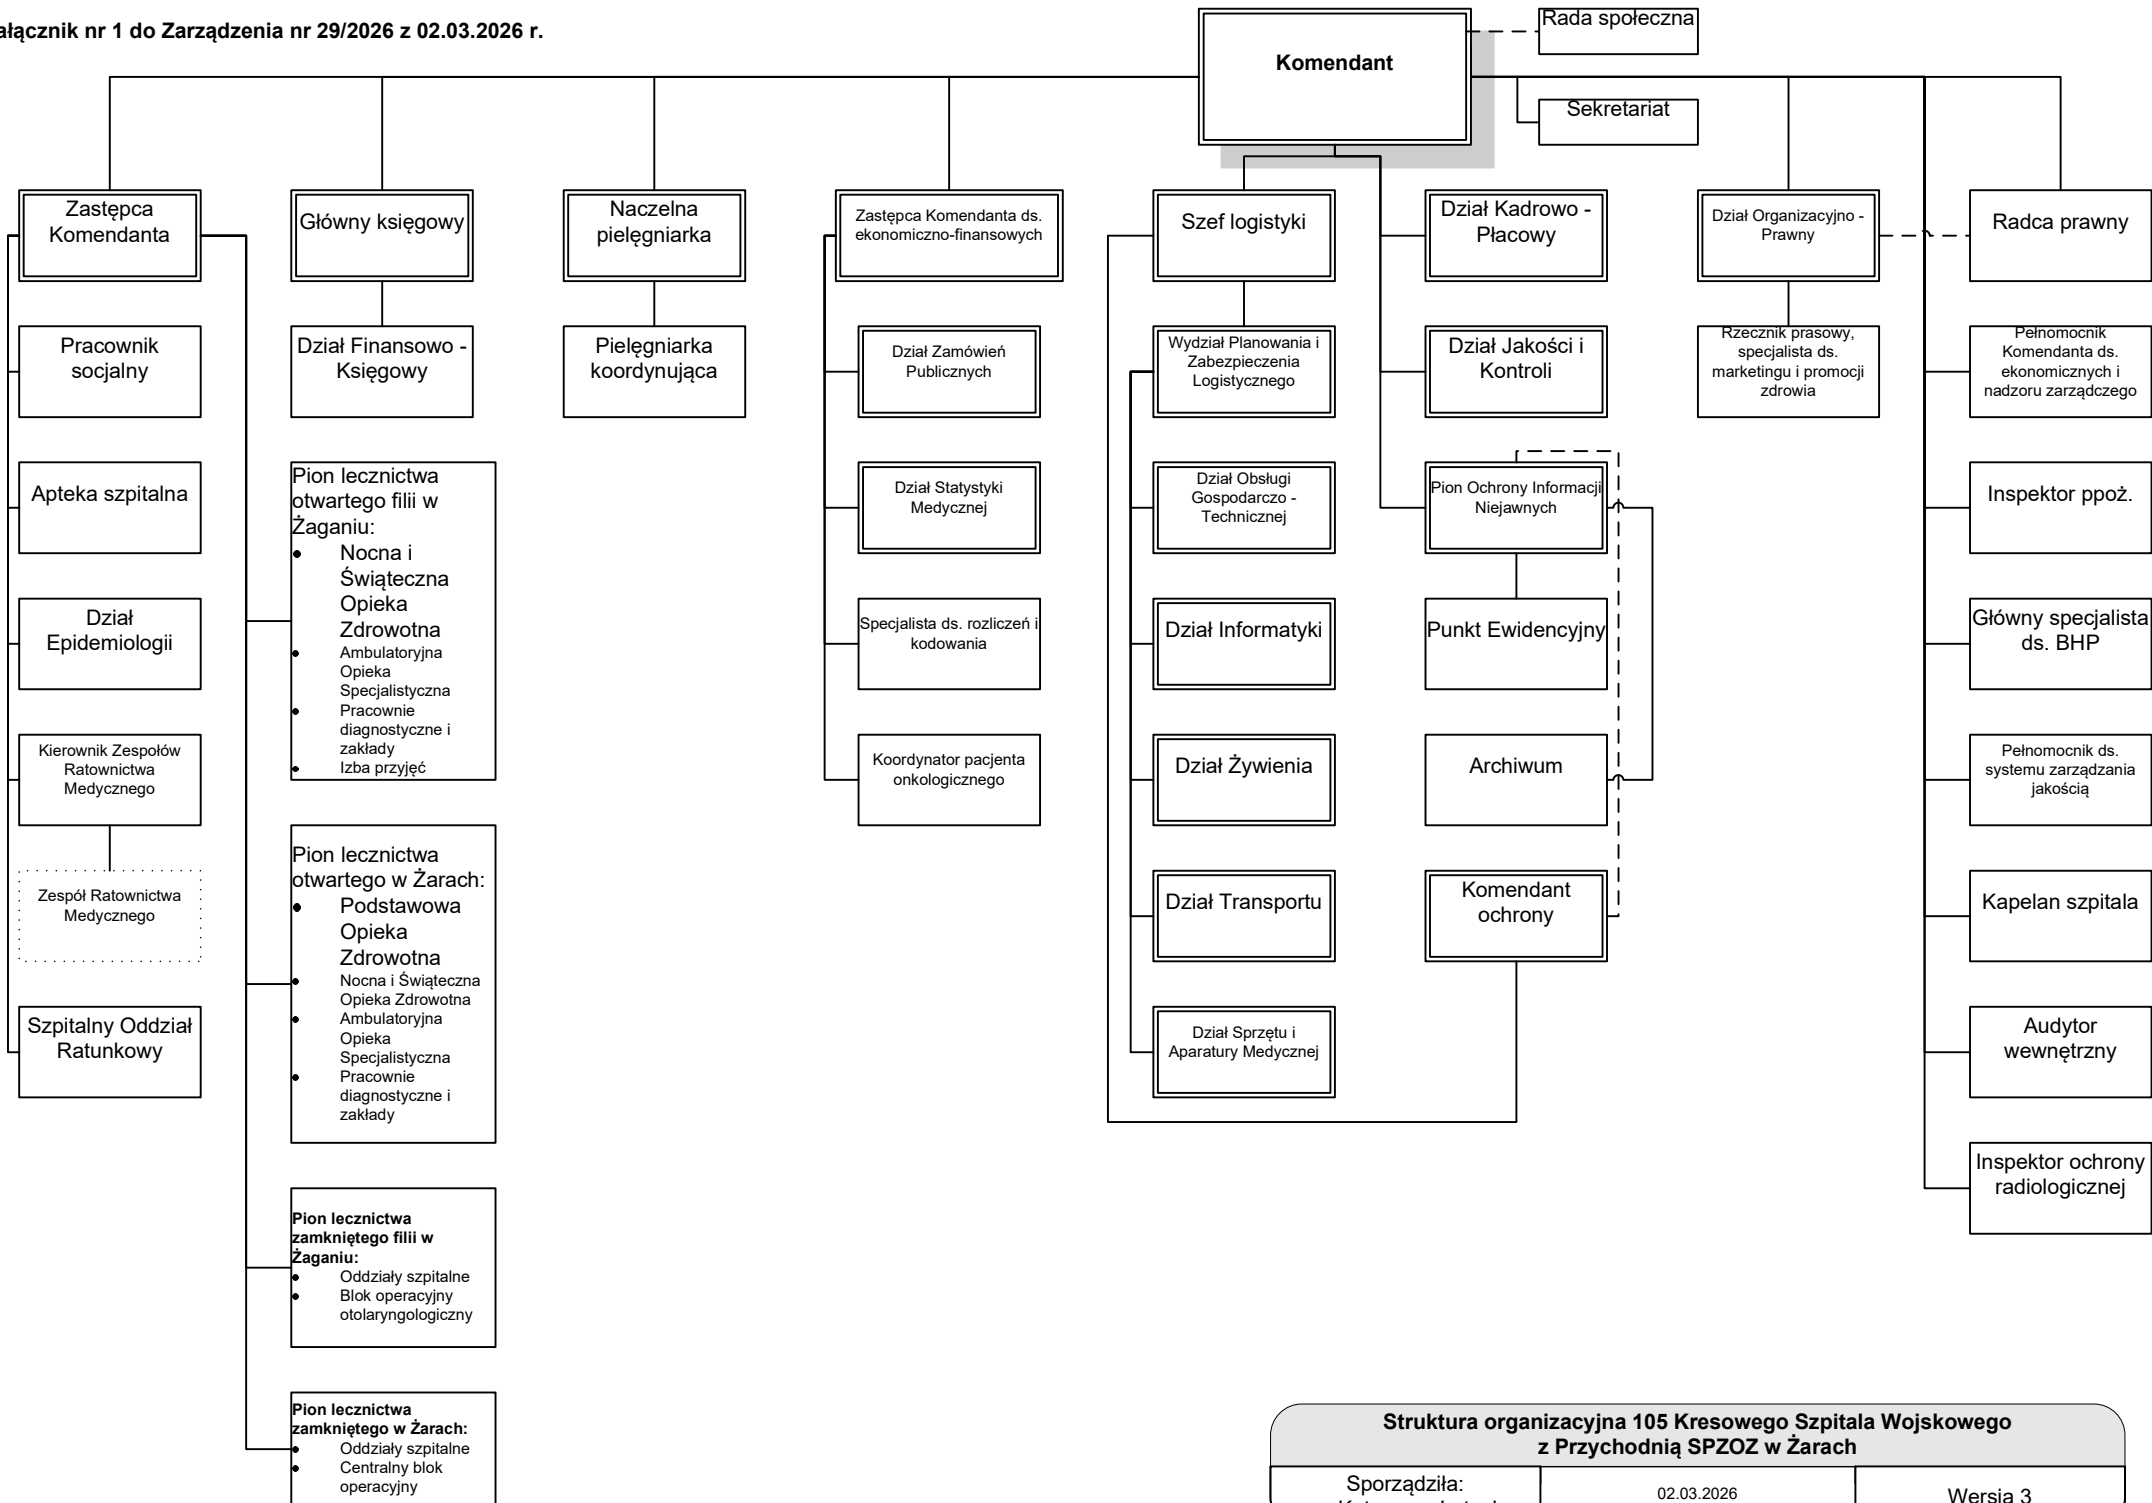 nr 1 do Zarządzenia nr 29/2026 z 02.03.2026 r.
Komendant
Rada społeczna
Sekretariat
Zastępca
Komendanta
Główny księgowy
Naczelna
pielęgniarka
Zastępca Komendanta ds.
ekonomiczno-finansowych
Szef logistyki
Dział Kadrowo -
Płacowy
Dział Organizacyjno -
Prawny
Radca prawny
Pracownik
socjalny
Dział Finansowo -
Księgowy
Pielęgniarka
koordynująca
Dział Zamówień
Publicznych
Wydział Planowania i
Zabezpieczenia
Logistycznego
Dział Jakości i
Kontroli
Rzecznik prasowy,
specjalista ds.
marketingu i promocji
zdrowia
Pełnomocnik
Komendanta ds.
ekonomicznych i
nadzoru zarządczego
Apteka szpitalna
Pion lecznictwa
otwartego filii w
Żaganiu:
• Nocna i
Świąteczna
Opieka
Zdrowotna
• Ambulatoryjna
Opieka
Specjalistyczna
• Pracownie
diagnostyczne i
zakłady
• Izba przyjęć
Dział Statystyki
Medycznej
Dział Obsługi
Gospodarczo -
Technicznej
Pion Ochrony Informacji
Niejawnych
Inspektor ppoż.
Dział
Epidemiologii
Specjalista ds. rozliczeń i
kodowania
Dział Informatyki
Punkt Ewidencyjny
Główny specjalista
ds. BHP
Kierownik Zespołów
Ratownictwa
Medycznego
Koordynator pacjenta
onkologicznego
Dział Żywienia
Archiwum
Pełnomocnik ds.
systemu zarządzania
jakością
Pion lecznictwa
otwartego w Żarach:
• Podstawowa
Opieka
Zdrowotna
• Nocna i Świąteczna
Opieka Zdrowotna
• Ambulatoryjna
Opieka
Specjalistyczna
• Pracownie
diagnostyczne i
zakłady
Zespół Ratownictwa
Medycznego
Dział Transportu
Komendant
ochrony
Kapelan szpitala
Szpitalny Oddział
Ratunkowy
Dział Sprzętu i
Aparatury Medycznej
Audytor
wewnętrzny
Inspektor ochrony
radiologicznej
Pion lecznictwa
zamkniętego filii w
Żaganiu:
• Oddziały szpitalne
• Blok operacyjny
otolaryngologiczny
Pion lecznictwa
zamkniętego w Żarach:
• Oddziały szpitalne
• Centralny blok
operacyjny
Struktura organizacyjna 105 Kresowego Szpitala Wojskowego
z Przychodnią SPZOZ w Żarach
Sporządziła:
02.03.2026
Wersja 3